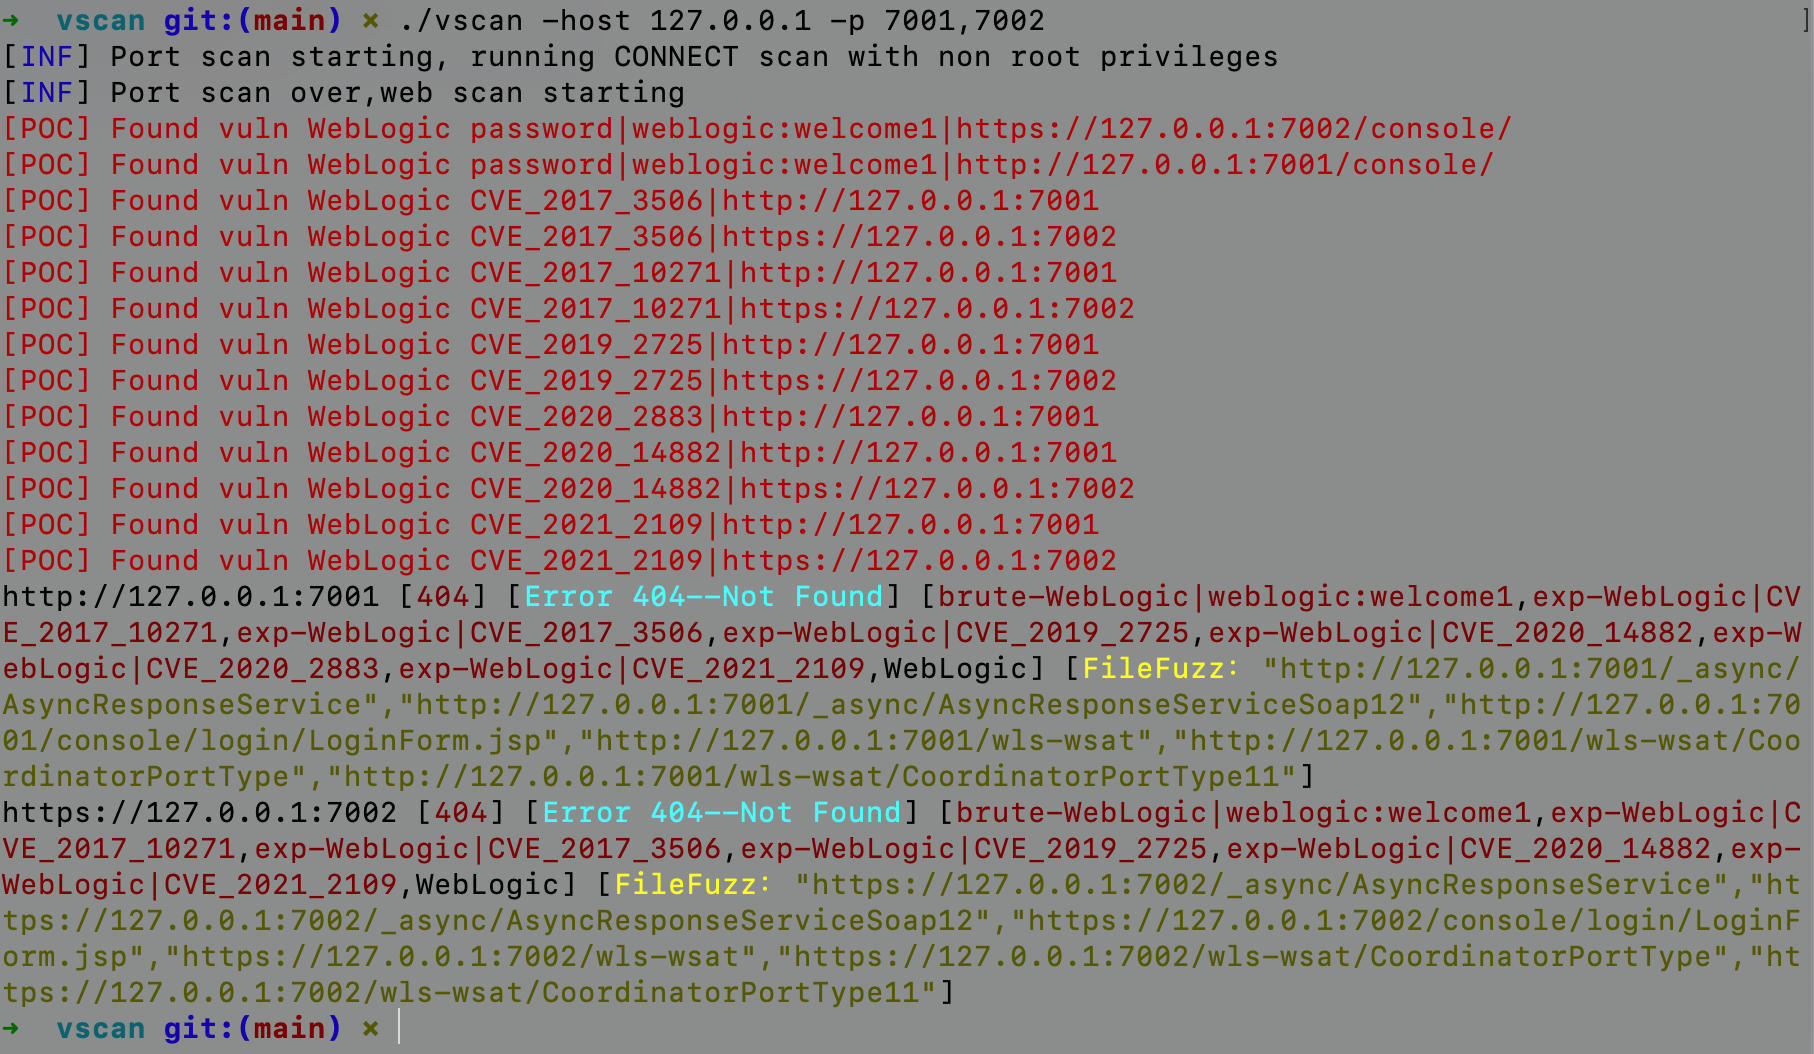 ➜  vscan git:(main) ✗ ./vscan -host 127.0.0.1 -p 7001,7002 ]
[INF] Port scan starting, running CONNECT scan with non root privileges
[INF] Port scan over,web scan starting
[POC] Found vuln WebLogic password|weblogic:welcome1|https://127.0.0.1:7002/console/
[POC] Found vuln WebLogic password|weblogic:welcome1|http://127.0.0.1:7001/console/
[POC] Found vuln WebLogic CVE_2017_3506|http://127.0.0.1:7001
[POC] Found vuln WebLogic CVE_2017_3506|https://127.0.0.1:7002
[POC] Found vuln WebLogic CVE_2017_10271|http://127.0.0.1:7001
[POC] Found vuln WebLogic CVE_2017_10271|https://127.0.0.1:7002
[POC] Found vuln WebLogic CVE_2019_2725|http://127.0.0.1:7001
[POC] Found vuln WebLogic CVE_2019_2725|https://127.0.0.1:7002
[POC] Found vuln WebLogic CVE_2020_2883|http://127.0.0.1:7001
[POC] Found vuln WebLogic CVE_2020_14882|http://127.0.0.1:7001
[POC] Found vuln WebLogic CVE_2020_14882|https://127.0.0.1:7002
[POC] Found vuln WebLogic CVE_2021_2109|http://127.0.0.1:7001
[POC] Found vuln WebLogic CVE_2021_2109|https://127.0.0.1:7002
http://127.0.0.1:7001 [404] [Error 404--Not Found] [brute-WebLogic|weblogic:welcome1,exp-WebLogic|CV
E_2017_10271,exp-WebLogic|CVE_2017_3506,exp-WebLogic|CVE_2019_2725,exp-WebLogic|CVE_2020_14882,exp-W
ebLogic|CVE_2020_2883,exp-WebLogic|CVE_2021_2109,WebLogic] [FileFuzz: "http://127.0.0.1:7001/_async/
AsyncResponseService","http://127.0.0.1:7001/_async/AsyncResponseServiceSoap12","http://127.0.0.1:70
01/console/login/LoginForm.jsp","http://127.0.0.1:7001/wls-wsat","http://127.0.0.1:7001/wls-wsat/Coo
rdinatorPortType","http://127.0.0.1:7001/wls-wsat/CoordinatorPortType11"]
https://127.0.0.1:7002 [404] [Error 404--Not Found] [brute-WebLogic|weblogic:welcome1,exp-WebLogic|C
VE_2017_10271,exp-WebLogic|CVE_2017_3506,exp-WebLogic|CVE_2019_2725,exp-WebLogic|CVE_2020_14882,exp-
WebLogic|CVE_2021_2109,WebLogic] [FileFuzz: "https://127.0.0.1:7002/_async/AsyncResponseService","ht
tps://127.0.0.1:7002/_async/AsyncResponseServiceSoap12","https://127.0.0.1:7002/console/login/LoginF
orm.jsp","https://127.0.0.1:7002/wls-wsat","https://127.0.0.1:7002/wls-wsat/CoordinatorPortType","ht
tps://127.0.0.1:7002/wls-wsat/CoordinatorPortType11"]
➜  vscan git:(main) ✗